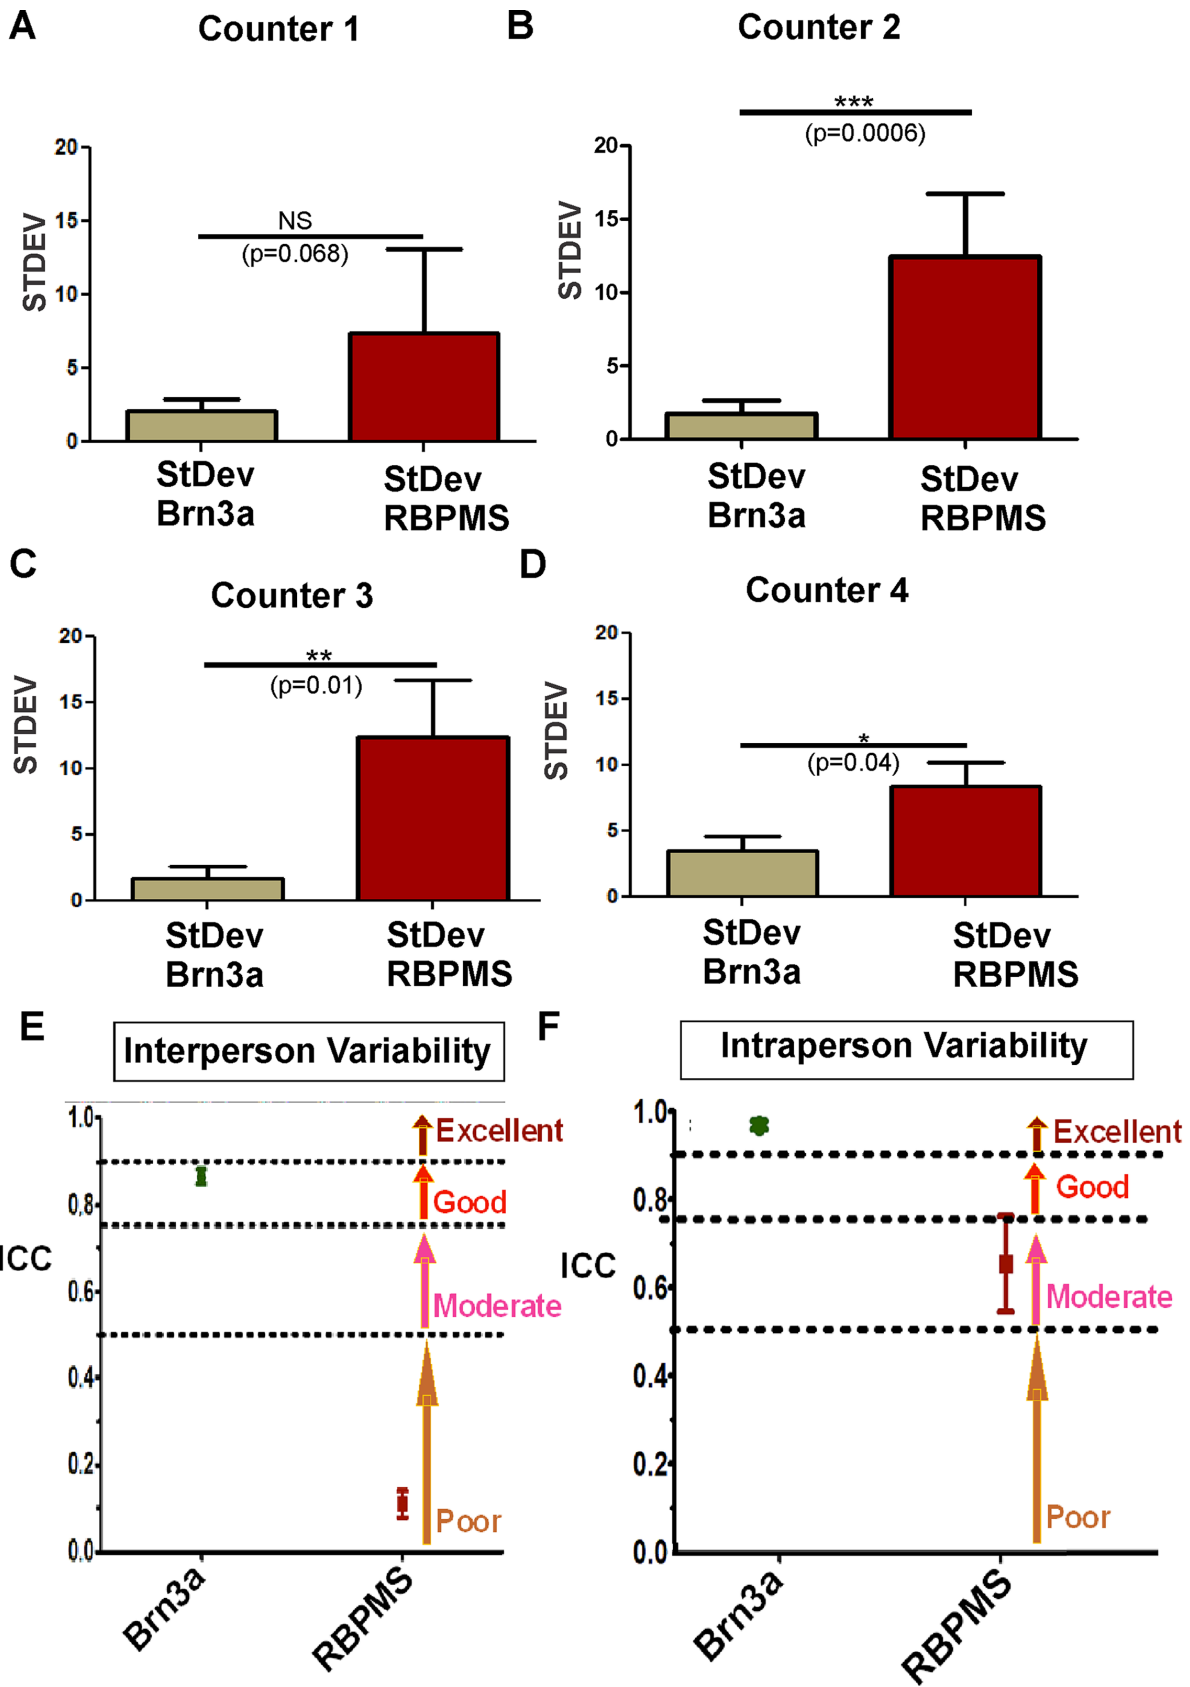 A
Counter 1
20
15
10
5
0
STDEV
NS
(p=0.068)
StDev
Brn3a
StDev
RBPMS
B
Counter 2
***
(p=0.0006)
20
15
10
5
0
STDEV
StDev
Brn3a
StDev
RBPMS
C
Counter 3
20
15
10
5
0
STDEV
**
(p=0.01)
StDev
Brn3a
StDev
RBPMS
D
Counter 4
20
15
10
5
0
STDEV
*
(p=0.04)
StDev
Brn3a
StDev
RBPMS
E
Interperson Variability
1.0
0.8
0.6
0.4
0.2
0.0
ICC
Excellent
Good
Moderate
Poor
Brn3a
RBPMS
F
Intraperson Variability
1.0
0.8
0.6
0.4
0.2
0.0
ICC
Excellent
Good
Moderate
Poor
Brn3a
RBPMS